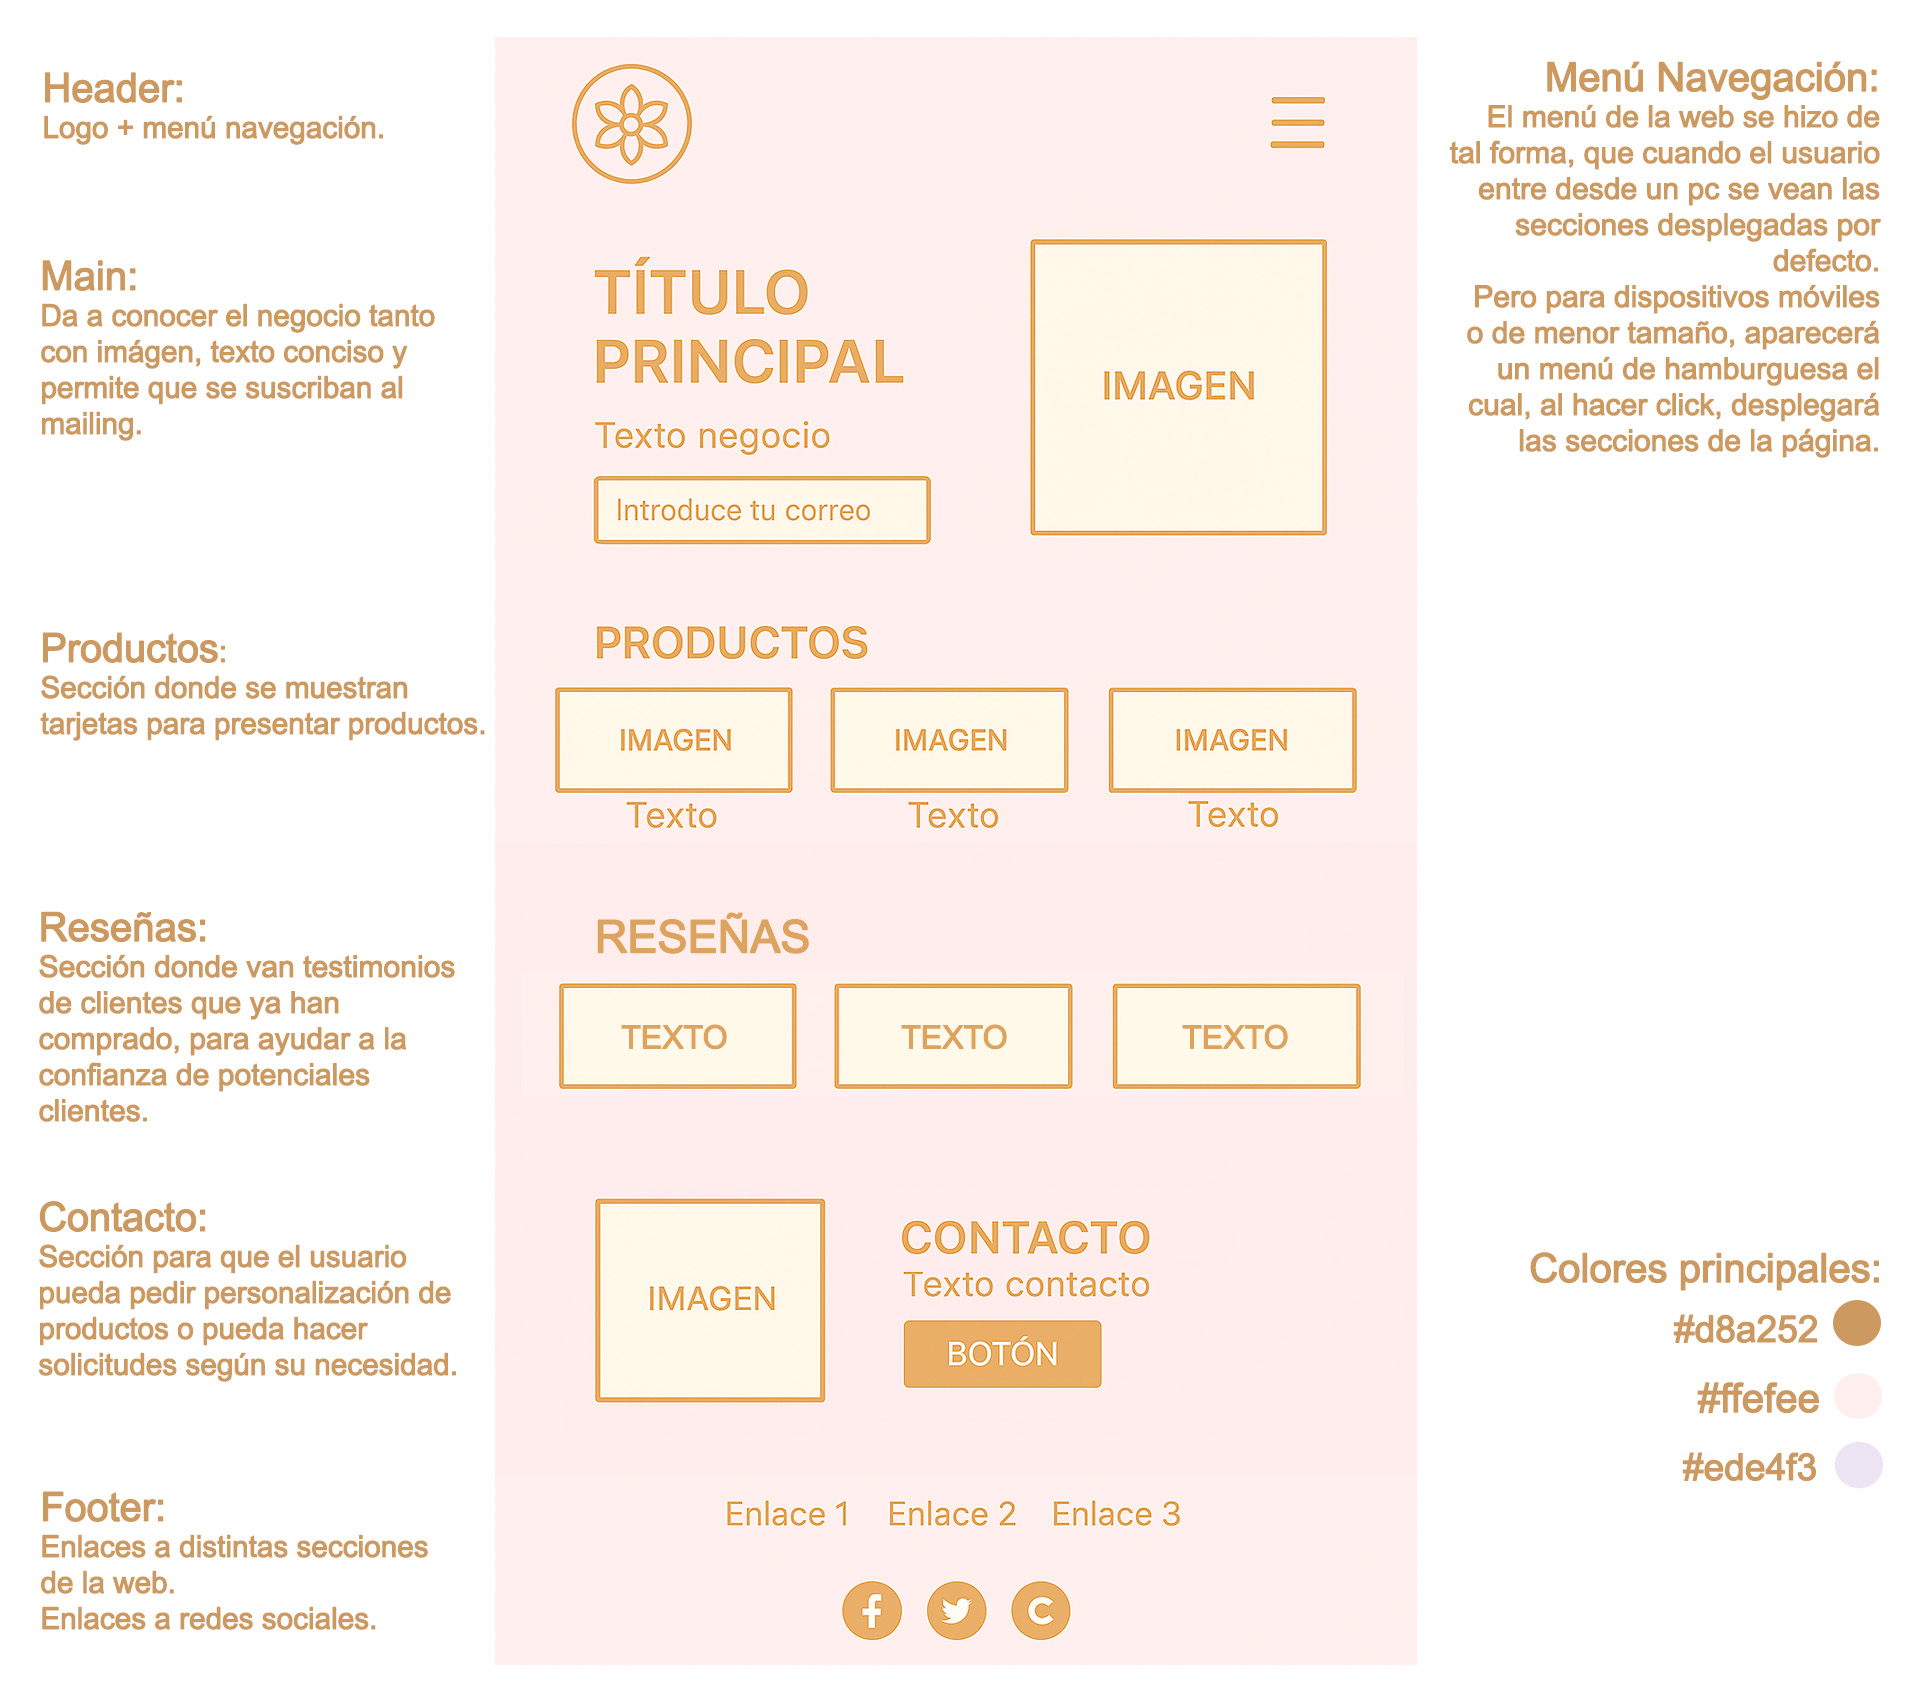 Header:
Logo + menú navegación.
Main:
Da a conocer el negocio tanto
con imágen, texto conciso y
permite que se suscriban al
mailing.
Productos:
Sección donde se muestran
tarjetas para presentar productos.
Reseñas:
Sección donde van testimonios
de clientes que ya han
comprado, para ayudar a la
confianza de potenciales
clientes.
Contacto:
Sección para que el usuario
pueda pedir personalización de
productos o pueda hacer
solicitudes según su necesidad.
Footer:
Enlaces a distintas secciones
de la web.
Enlaces a redes sociales.
TÍTULO
PRINCIPAL
Texto negocio
Introduce tu correo
IMAGEN
PRODUCTOS
IMAGEN
IMAGEN
IMAGEN
Texto
Texto
Texto
RESEÑAS
TEXTO
TEXTO
TEXTO
IMAGEN
CONTACTO
Texto contacto
BOTÓN
Enlace 1
Enlace 2
Enlace 3
Menú Navegación:
El menú de la web se hizo de
tal forma, que cuando el usuario
entre desde un pc se vean las
secciones desplegadas por
defecto.
Pero para dispositivos móviles
o de menor tamaño, aparecerá
un menú de hamburguesa el
cual, al hacer click, desplegará
las secciones de la página.
Colores principales:
#d8a252
#ffefee
#ede4f3